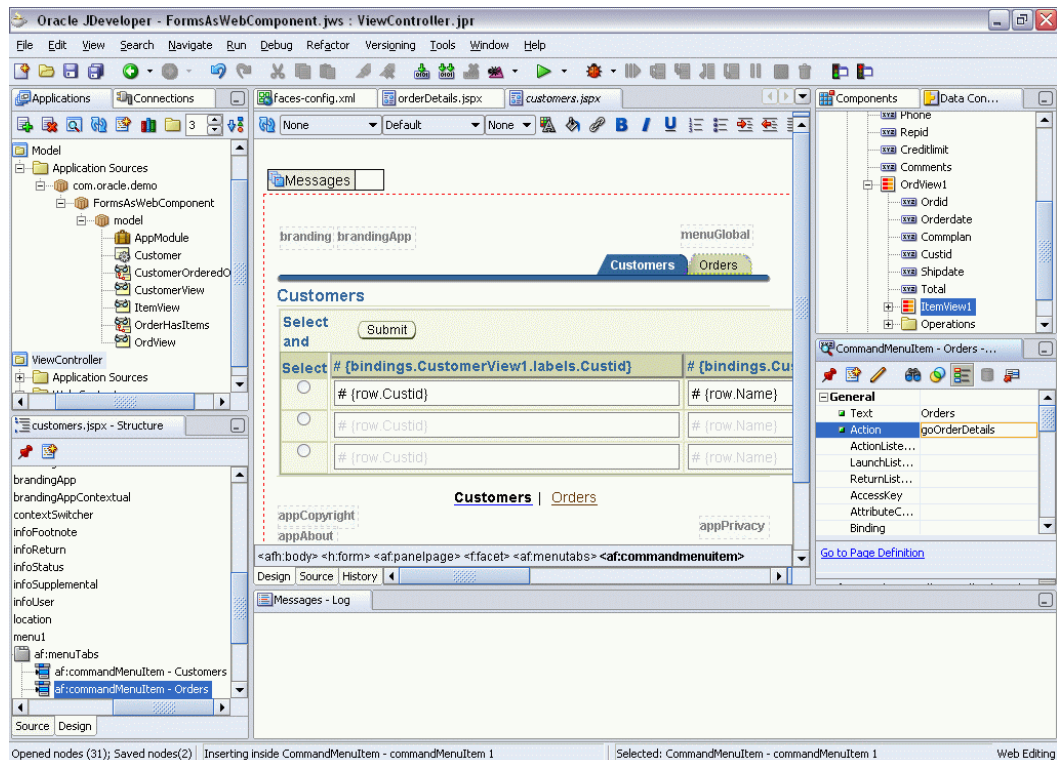 Oracle JDeveloper - FormsAsWebComponent.jws : ViewController.jpr
File Edit View Search Navigate Run Debug Refactor Versioning Tools Window Help
Applications
Connections
3
Model
Application Sources
com.oracle.demo
FormsAsWebComponent
model
AppModule
Customer
CustomerOrderedO
CustomerView
ItemView
OrderHasItems
OrdView
ViewController
Application Sources
customers.jspx - Structure
brandingApp
brandingAppContextual
contextSwitcher
infoFootnote
infoReturn
infoStatus
infoSupplemental
infoUser
location
menu1
af:menuTabs
af:commandMenuItem - Customers
af:commandMenuItem - Orders
Source Design
faces-config.xml
orderDetails.jspx
customers.jspx
None Default None B I U
Messages
branding brandingApp menuGlobal
Customers Orders
Customers
Select and Submit
Select # {bindings.CustomerView1.labels.Custid} # {bindings.Cus
# {row.Custid} # {row.Name}
# {row.Custid} # {row.Name}
# {row.Custid} # {row.Name}
Customers | Orders
appCopyright appPrivacy
appAbout
<afh:body> <h:form> <af:panelpage> <f:facet> <af:menutabs> <af:commandmenuitem>
Design Source History
Messages - Log
Components
Data Con...
Phone
Repid
Creditlimit
Comments
OrdView1
Ordid
Orderdate
Commplan
Custid
Shipdate
Total
ItemView1
Operations
CommandMenuItem - Orders -...
General
Text Orders
Action goOrderDetails
ActionListe...
LaunchList...
ReturnList...
AccessKey
AttributeC...
Binding
Go to Page Definition
Opened nodes (31); Saved nodes(2) Inserting inside CommandMenuItem - commandMenuItem 1 Selected: CommandMenuItem - commandMenuItem 1 Web Editing